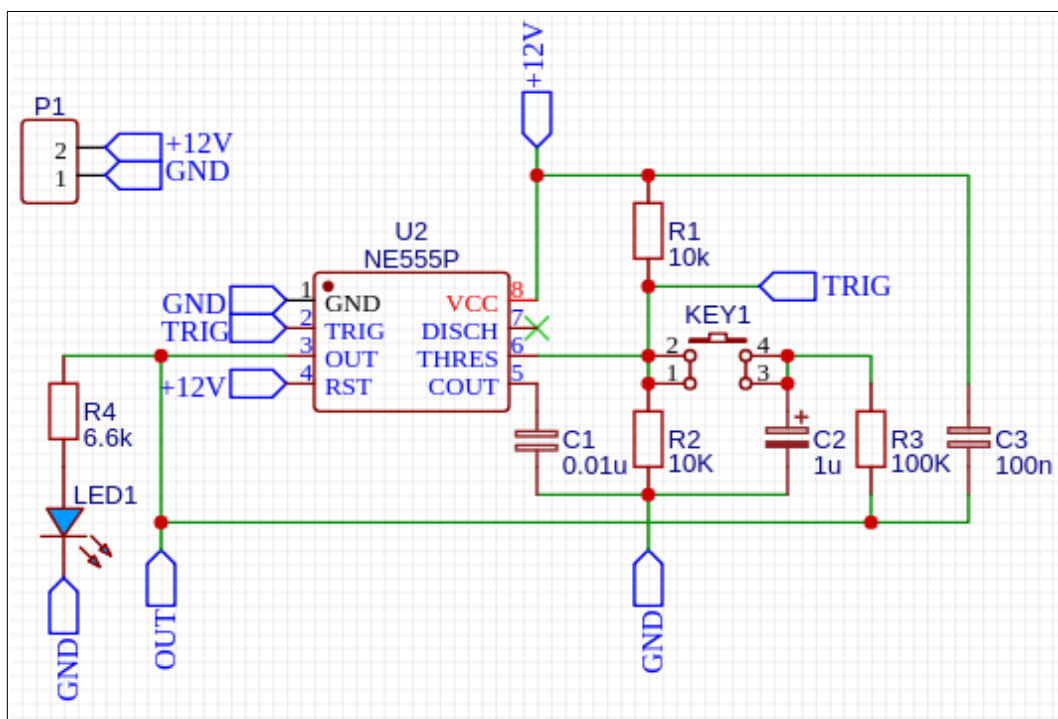 +12V
P1
2
+12V
1
GND
U2
NE555P
R1
10k
TRIG
GND
1
GND
VCC
8
TRIG
2
TRIG
DISCH
7
3
OUT
THRES
6
+12V
4
RST
COUT
5
KEY1
2
4
1
3
R4
6.6k
C1
0.01u
R2
10K
+
C2
1u
R3
100K
C3
100n
LED1
GND
OUT
GND